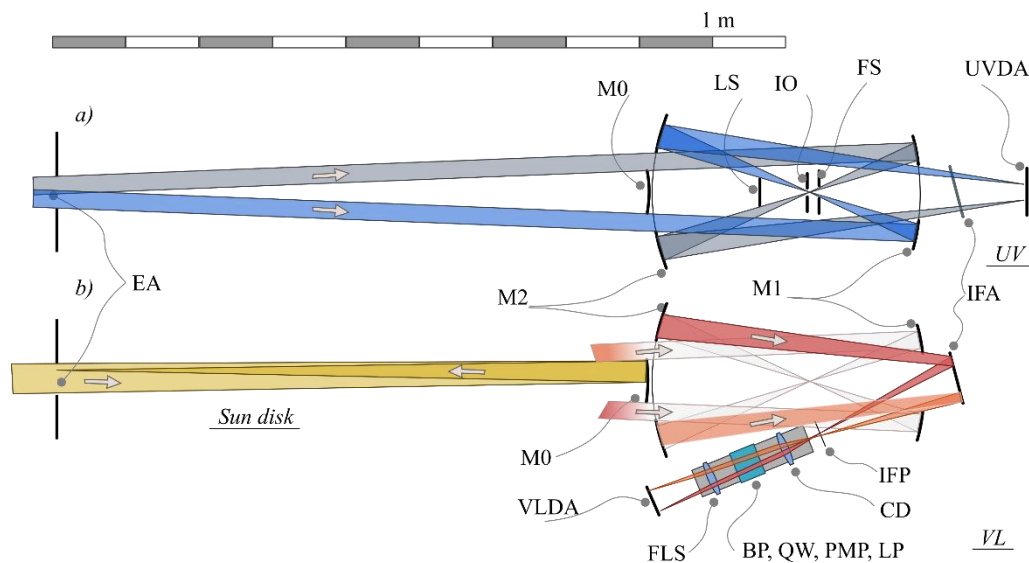 1 m
a)
M0
LS
IO
FS
UVDA
EA
UV
b)
M2
M1
IFA
Sun disk
M0
IFP
VLDA
CD
FLS
BP, QW, PMP, LP
VL